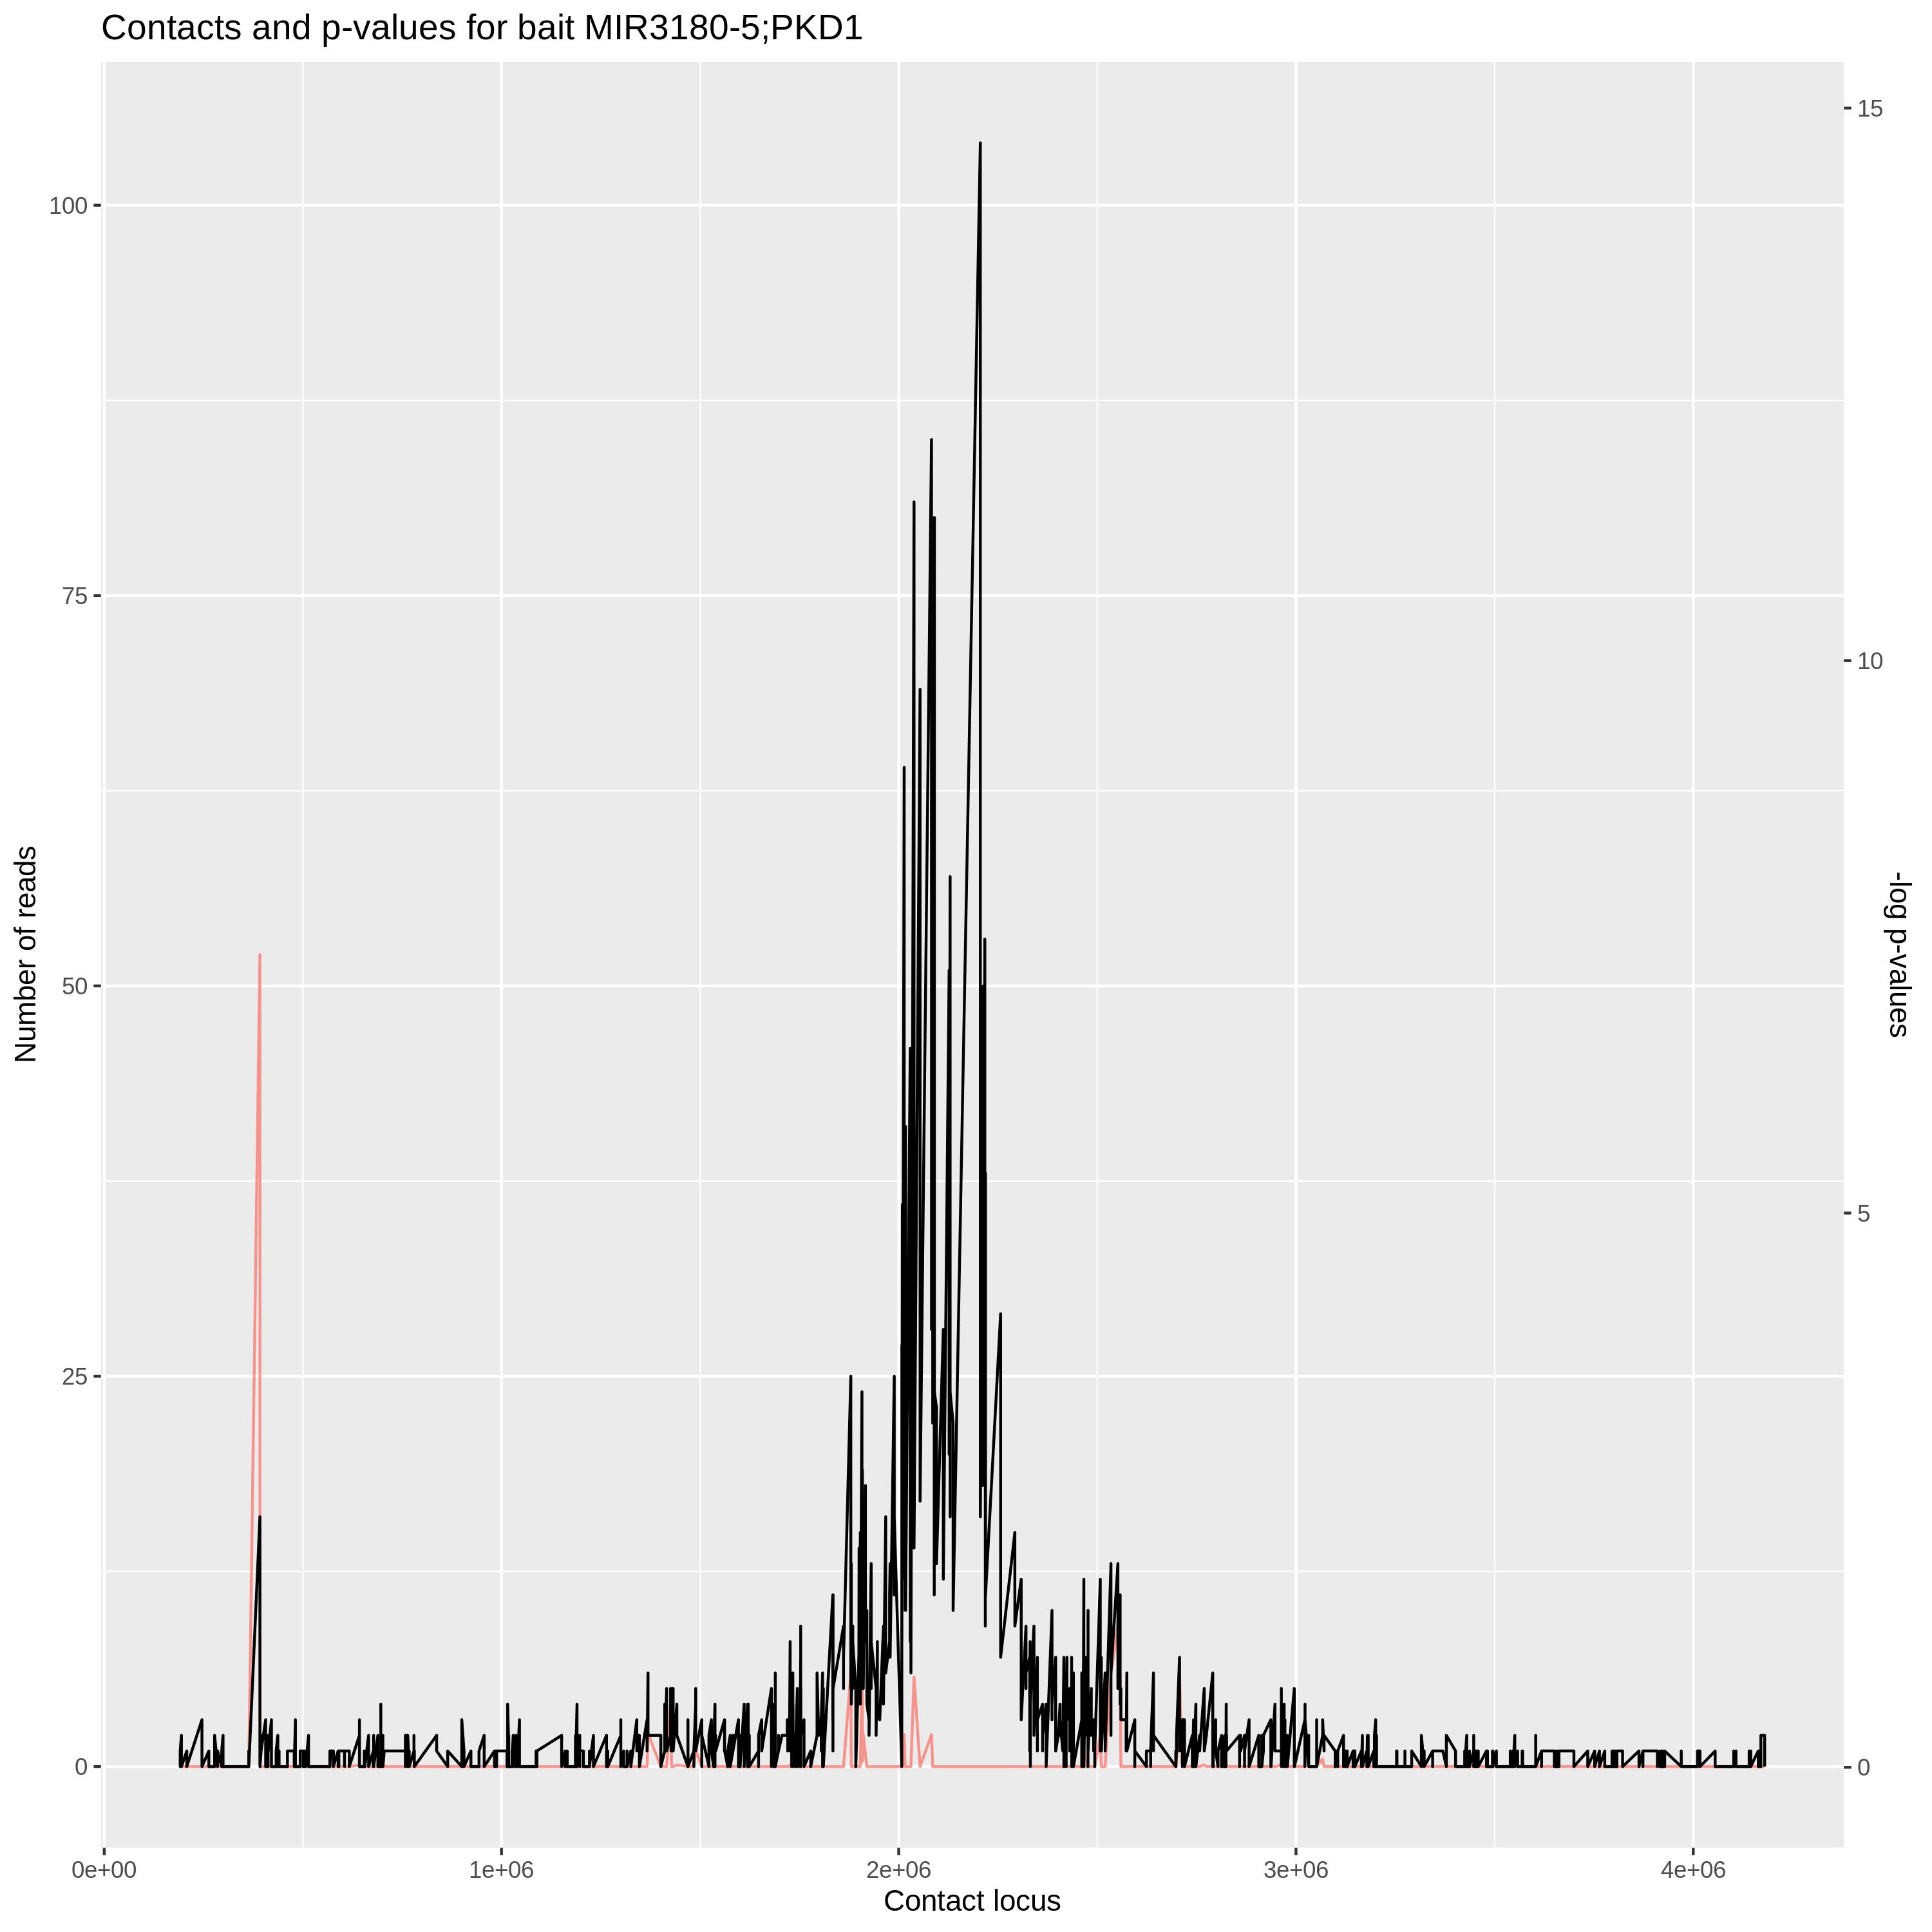 Contacts and p-values for bait MIR3180-5;PKD1
15
100
75
10
Number of reads
50
-log p-values
5
25
0
0
0e+00
1e+06
2e+06
3e+06
4e+06
Contact locus